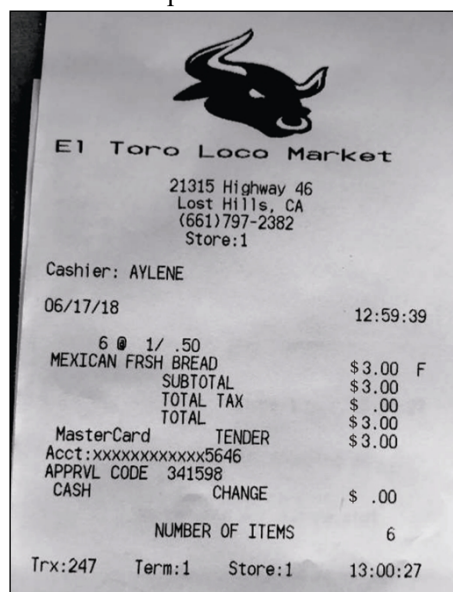 El Toro Loco Market
21315 Highway 46
Lost Hills, CA
(661)797-2382
Store:1
Cashier: AYLENE
06/17/18 12:59:39
6 @ 1/ .50
MEXICAN FRSH BREAD $3.00 F
SUBTOTAL $3.00
TOTAL TAX $ .00
TOTAL $3.00
MasterCard TENDER $3.00
Acct:xxxxxxxxxxxx5646
APPRVL CODE 341598
CASH CHANGE $ .00
NUMBER OF ITEMS 6
Trx:247 Term:1 Store:1 13:00:27